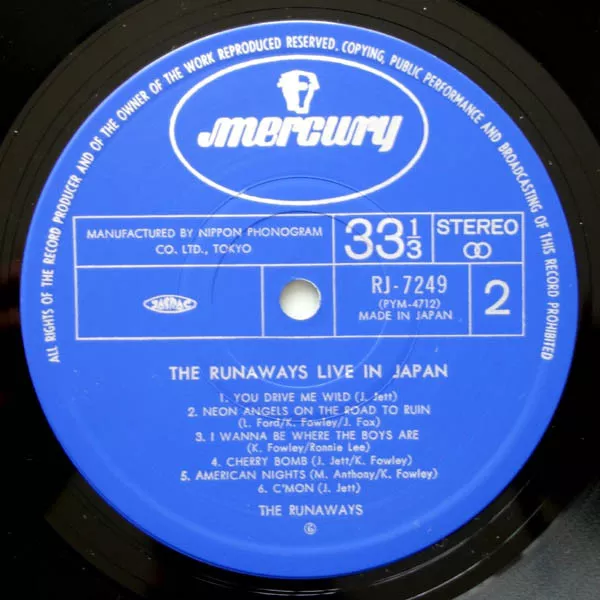 ALL RIGHTS OF THE RECORD PRODUCER AND OF THE OWNER OF THE WORK REPRODUCED RESERVED. COPYING, PUBLIC PERFORMANCE AND BROADCASTING OF THIS RECORD PROHIBITED
mercury
MANUFACTURED BY NIPPON PHONOGRAM
CO. LTD., TOKYO
33 1/3
STEREO
JASRAC
RJ-7249
(PYM-4712)
MADE IN JAPAN
2
THE RUNAWAYS LIVE IN JAPAN
1. YOU DRIVE ME WILD (J. Jett)
2. NEON ANGELS ON THE ROAD TO RUIN
(L. Ford/K. Fowley/J. Fox)
3. I WANNA BE WHERE THE BOYS ARE
(K. Fowley/Ronnie Lee)
4. CHERRY BOMB (J. Jett/K. Fowley)
5. AMERICAN NIGHTS (M. Anthony/K. Fowley)
6. C'MON (J. Jett)
THE RUNAWAYS